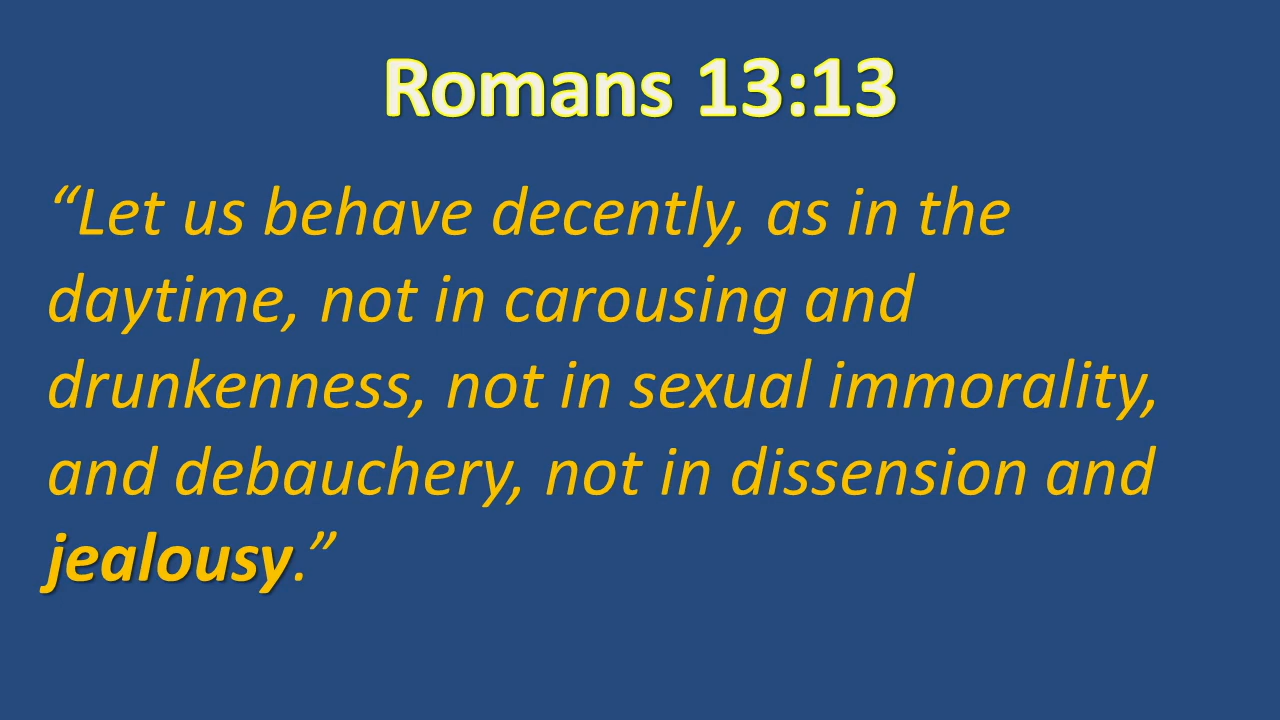 Romans 13:13
“Let us behave decently, as in the
daytime, not in carousing and
drunkenness, not in sexual immorality,
and debauchery, not in dissension and
jealousy.”